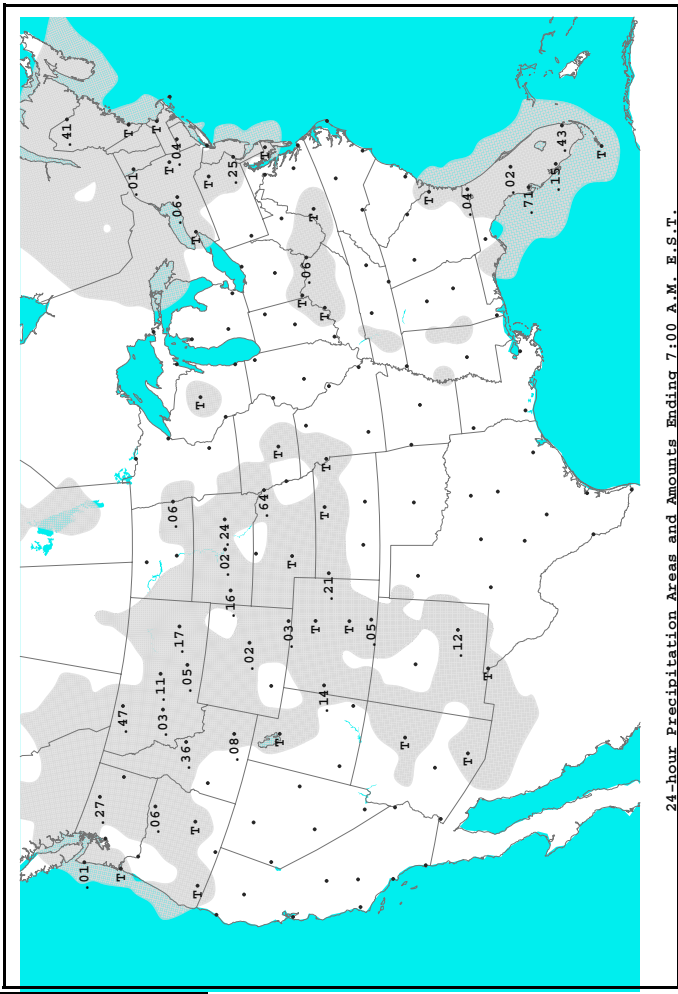 .41
.01
.27
T
.47
T
.01
.06
T
.11
.03
T
.06
.04
.06
.17
.36
.05
T
T
T
T
T
.24
.02
.16
.25
.08
.02
.64
T
T
T
.03
T
T
.06
T
T
.14
T
T
T
.21
T
.05
T
T
.12
T
.04
T
.02
.71
.15
.43
T
24-hour Precipitation Areas and Amounts Ending 7:00 A.M. E.S.T.